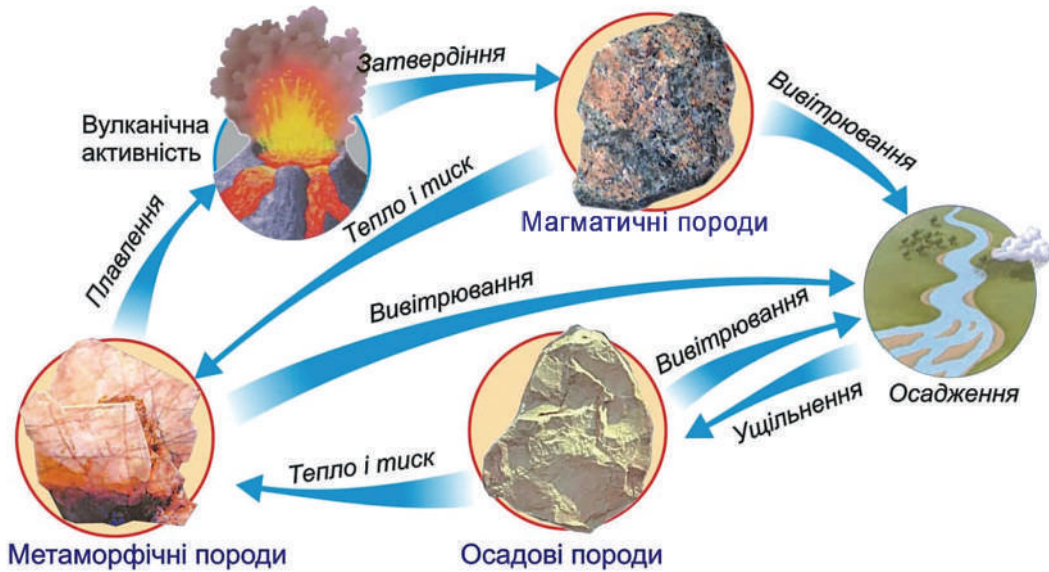 Затвердіння
Вулканічна
активність
Вивітрювання
Тепло і тиск
Магматичні породи
Плавлення
Вивітрювання
Вивітрювання
Осадження
Ущільнення
Тепло і тиск
Метаморфічні породи
Осадові породи